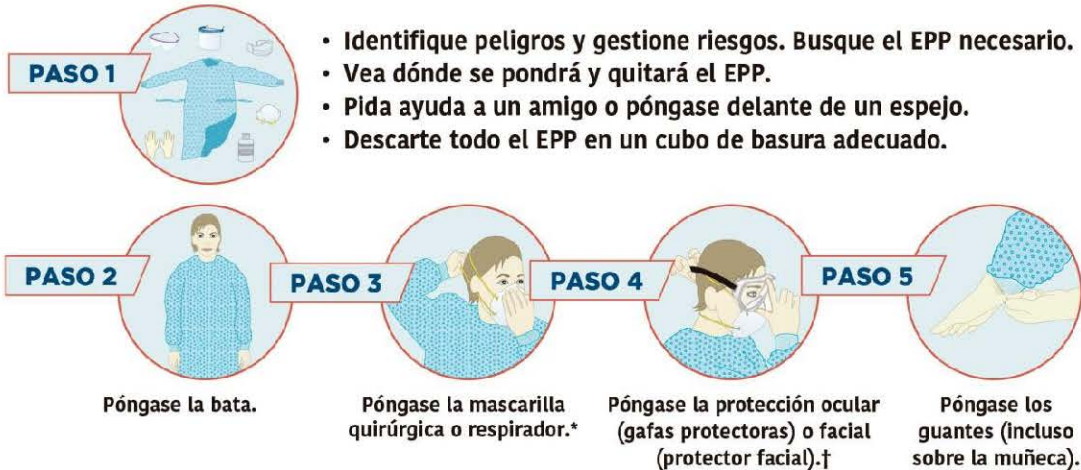 PASO 1
• Identifique peligros y gestione riesgos. Busque el EPP necesario.
• Vea dónde se pondrá y quitará el EPP.
• Pida ayuda a un amigo o póngase delante de un espejo.
• Descarte todo el EPP en un cubo de basura adecuado.
PASO 2
Póngase la bata.
PASO 3
Póngase la mascarilla
quirúrgica o respirador.*
PASO 4
Póngase la protección ocular
(gafas protectoras) o facial
(protector facial).†
PASO 5
Póngase los
guantes (incluso
sobre la muñeca).